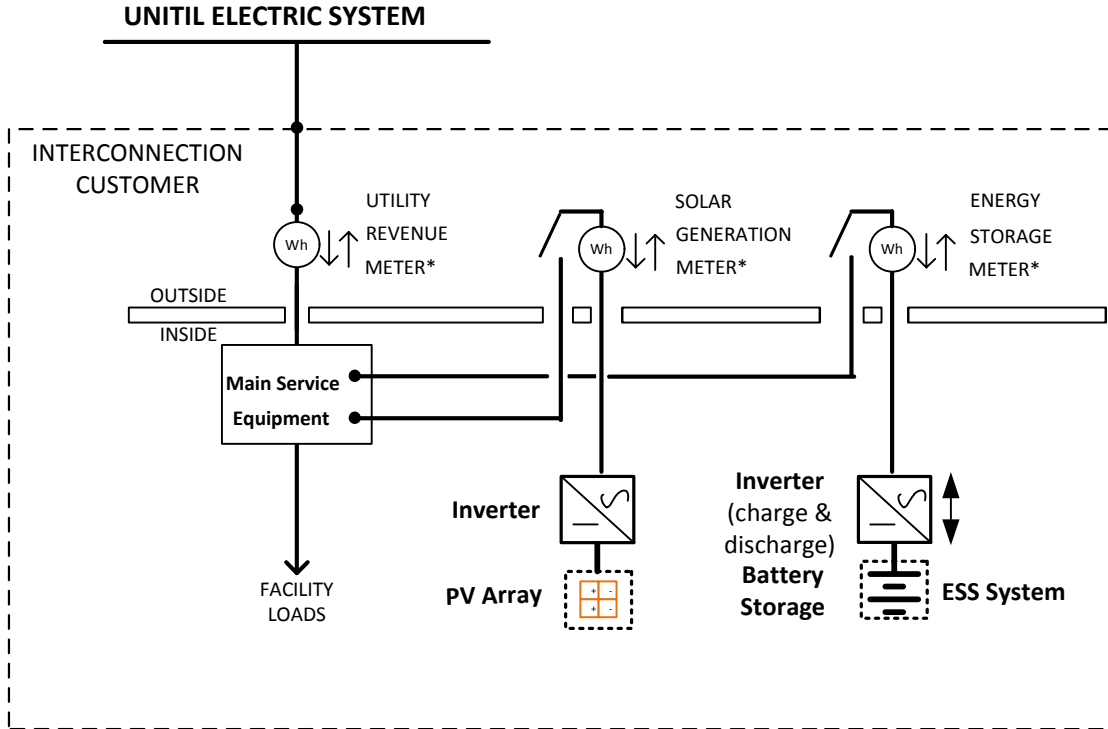 UNITIL ELECTRIC SYSTEM
INTERCONNECTION
CUSTOMER
UTILITY
REVENUE
METER*
Wh
SOLAR
GENERATION
METER*
Wh
ENERGY
STORAGE
METER*
Wh
OUTSIDE
INSIDE
Main Service
Equipment
Inverter
Inverter
(charge &
discharge)
Battery
Storage
PV Array
+ -
+ -
ESS System
FACILITY
LOADS